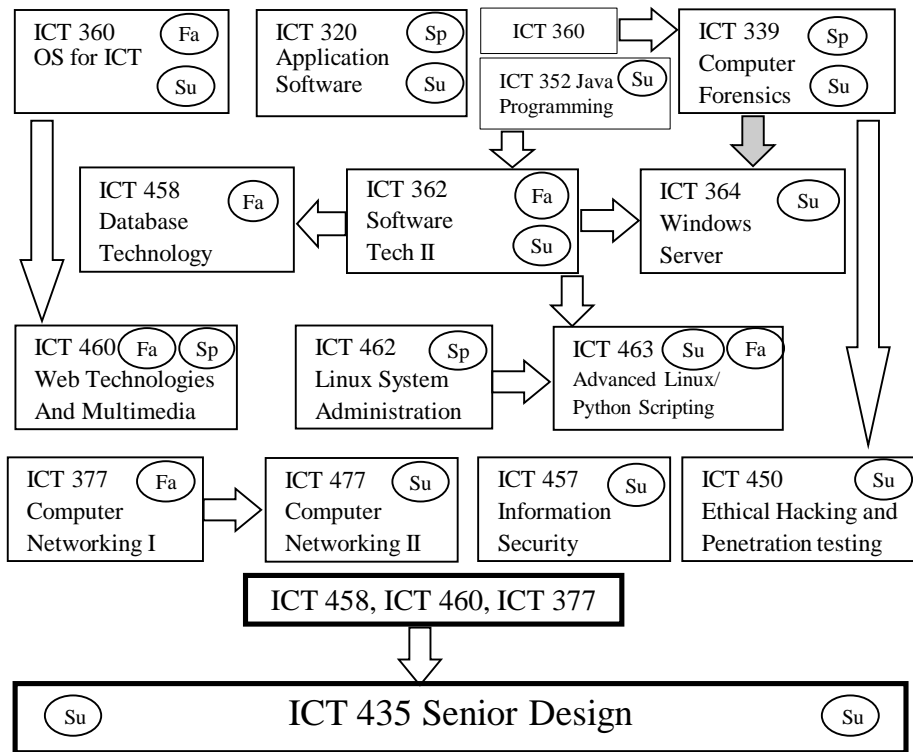 ICT 360 Fa
OS for ICT
Su
ICT 320 Sp
Application
Software Su
ICT 360
ICT 352 Java Su
Programming
ICT 339 Sp
Computer
Forensics Su
ICT 458 Fa
Database
Technology
ICT 362 Fa
Software
Tech II Su
ICT 364 Su
Windows
Server
ICT 460 Fa Sp
Web Technologies
And Multimedia
ICT 462 Sp
Linux System
Administration
ICT 463 Su Fa
Advanced Linux/
Python Scripting
ICT 377 Fa
Computer
Networking I
ICT 477 Su
Computer
Networking II
ICT 457 Su
Information
Security
ICT 450 Su
Ethical Hacking and
Penetration testing
ICT 458, ICT 460, ICT 377
Su ICT 435 Senior Design Su